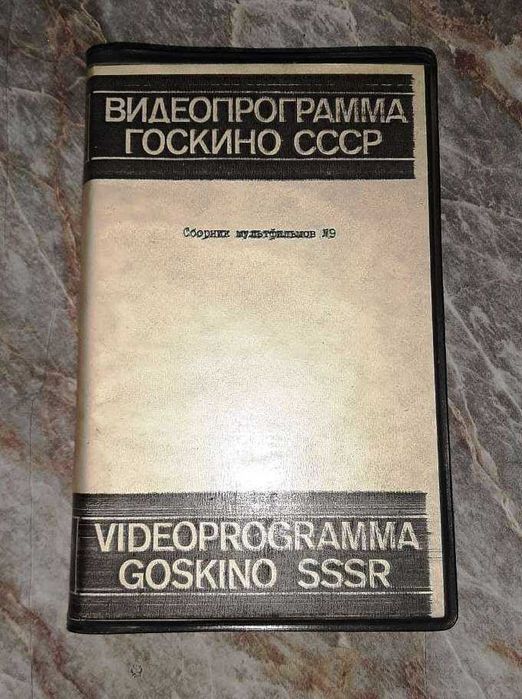 ВИДЕОПРОГРАММА
ГОСКИНО СССР
Сборник мультфильмов №9
VIDEOPROGRAMMA
GOSKINO SSSR